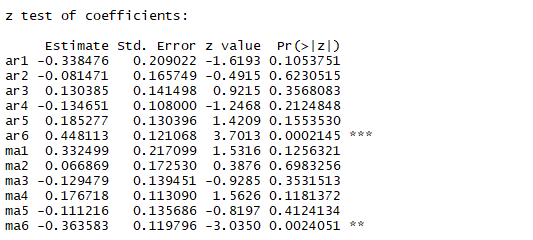 z test of coefficients:
Estimate Std. Error z value Pr(>|z|)
ar1 -0.338476 0.209022 -1.6193 0.1053751
ar2 -0.081471 0.165749 -0.4915 0.6230515
ar3 0.130385 0.141498 0.9215 0.3568083
ar4 -0.134651 0.108000 -1.2468 0.2124848
ar5 0.185277 0.130396 1.4209 0.1553530
ar6 0.448113 0.121068 3.7013 0.0002145 ***
ma1 0.332499 0.217099 1.5316 0.1256321
ma2 0.066869 0.172530 0.3876 0.6983256
ma3 -0.129479 0.139451 -0.9285 0.3531513
ma4 0.176718 0.113090 1.5626 0.1181372
ma5 -0.111216 0.135686 -0.8197 0.4124134
ma6 -0.363583 0.119796 -3.0350 0.0024051 **